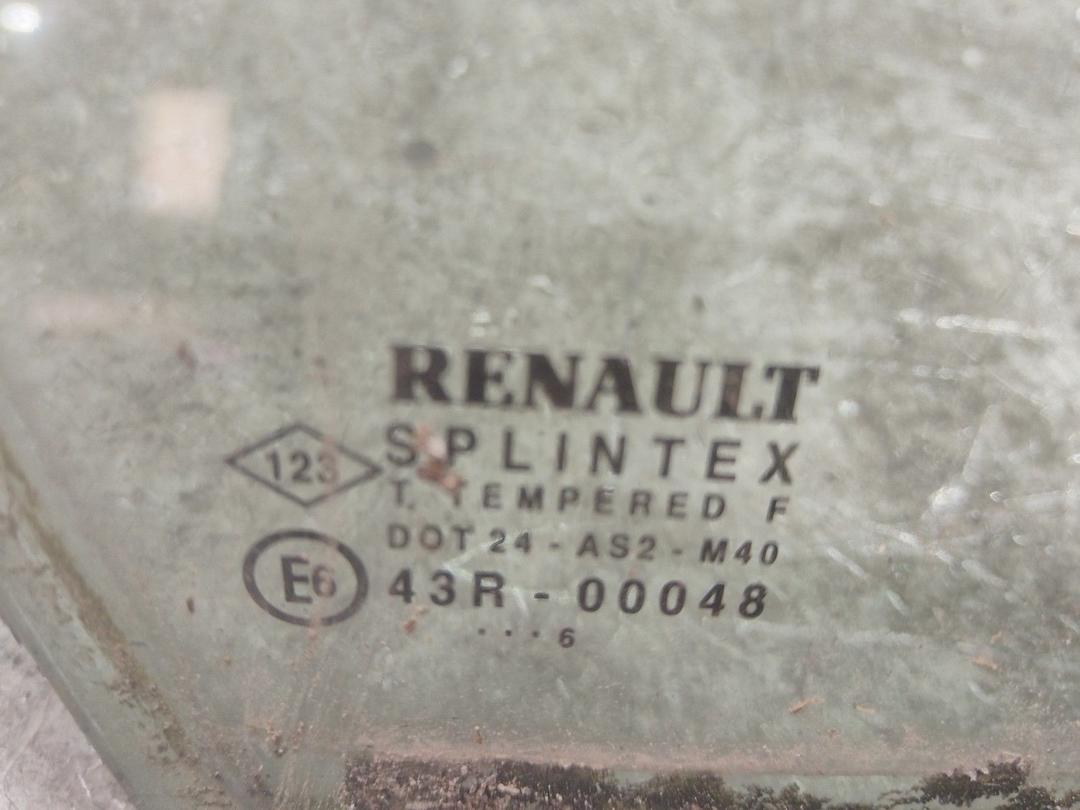 RENAULT
123
SPLINTEX
T. TEMPERED F
DOT 24 - AS2 - M40
E6
43R - 00048
. . . 6